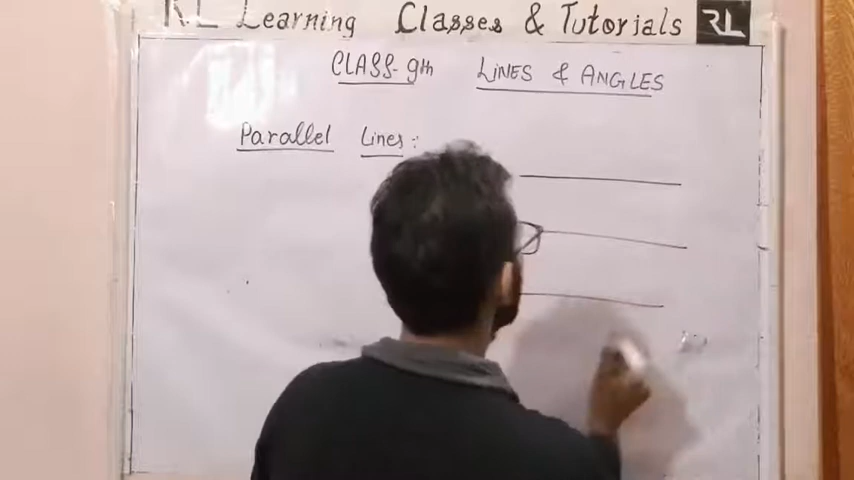 RL Learning Classes & Tutorials RL
CLASS-9th LINES & ANGLES
Parallel Lines: